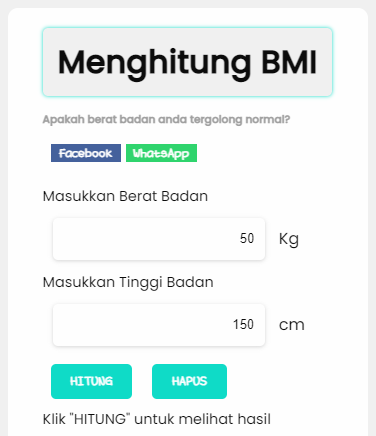 Menghitung BMI
Apakah berat badan anda tergolong normal?
Facebook WhatsApp
Masukkan Berat Badan
50 Kg
Masukkan Tinggi Badan
150 cm
HITUNG HAPUS
Klik "HITUNG" untuk melihat hasil